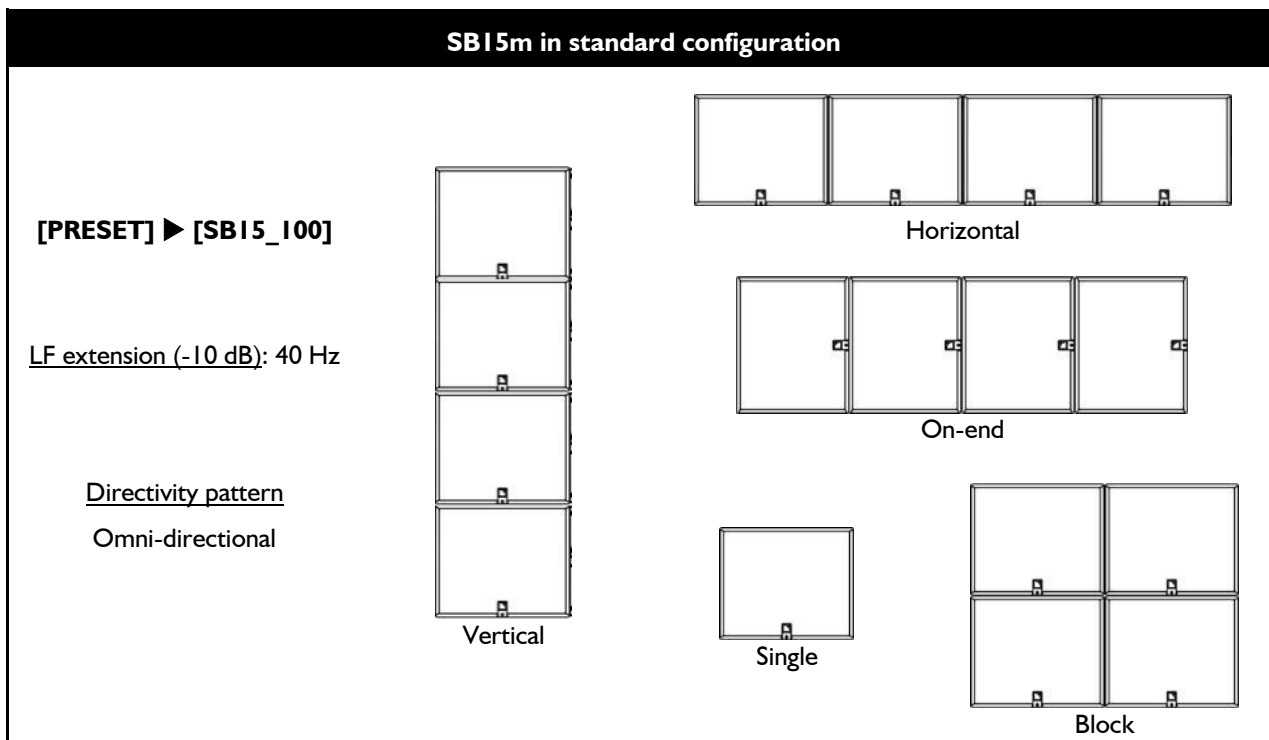 SB15m in standard configuration
[PRESET] ▶ [SB15_100]
LF extension (-10 dB): 40 Hz
Directivity pattern
Omni-directional
Vertical
Horizontal
On-end
Single
Block